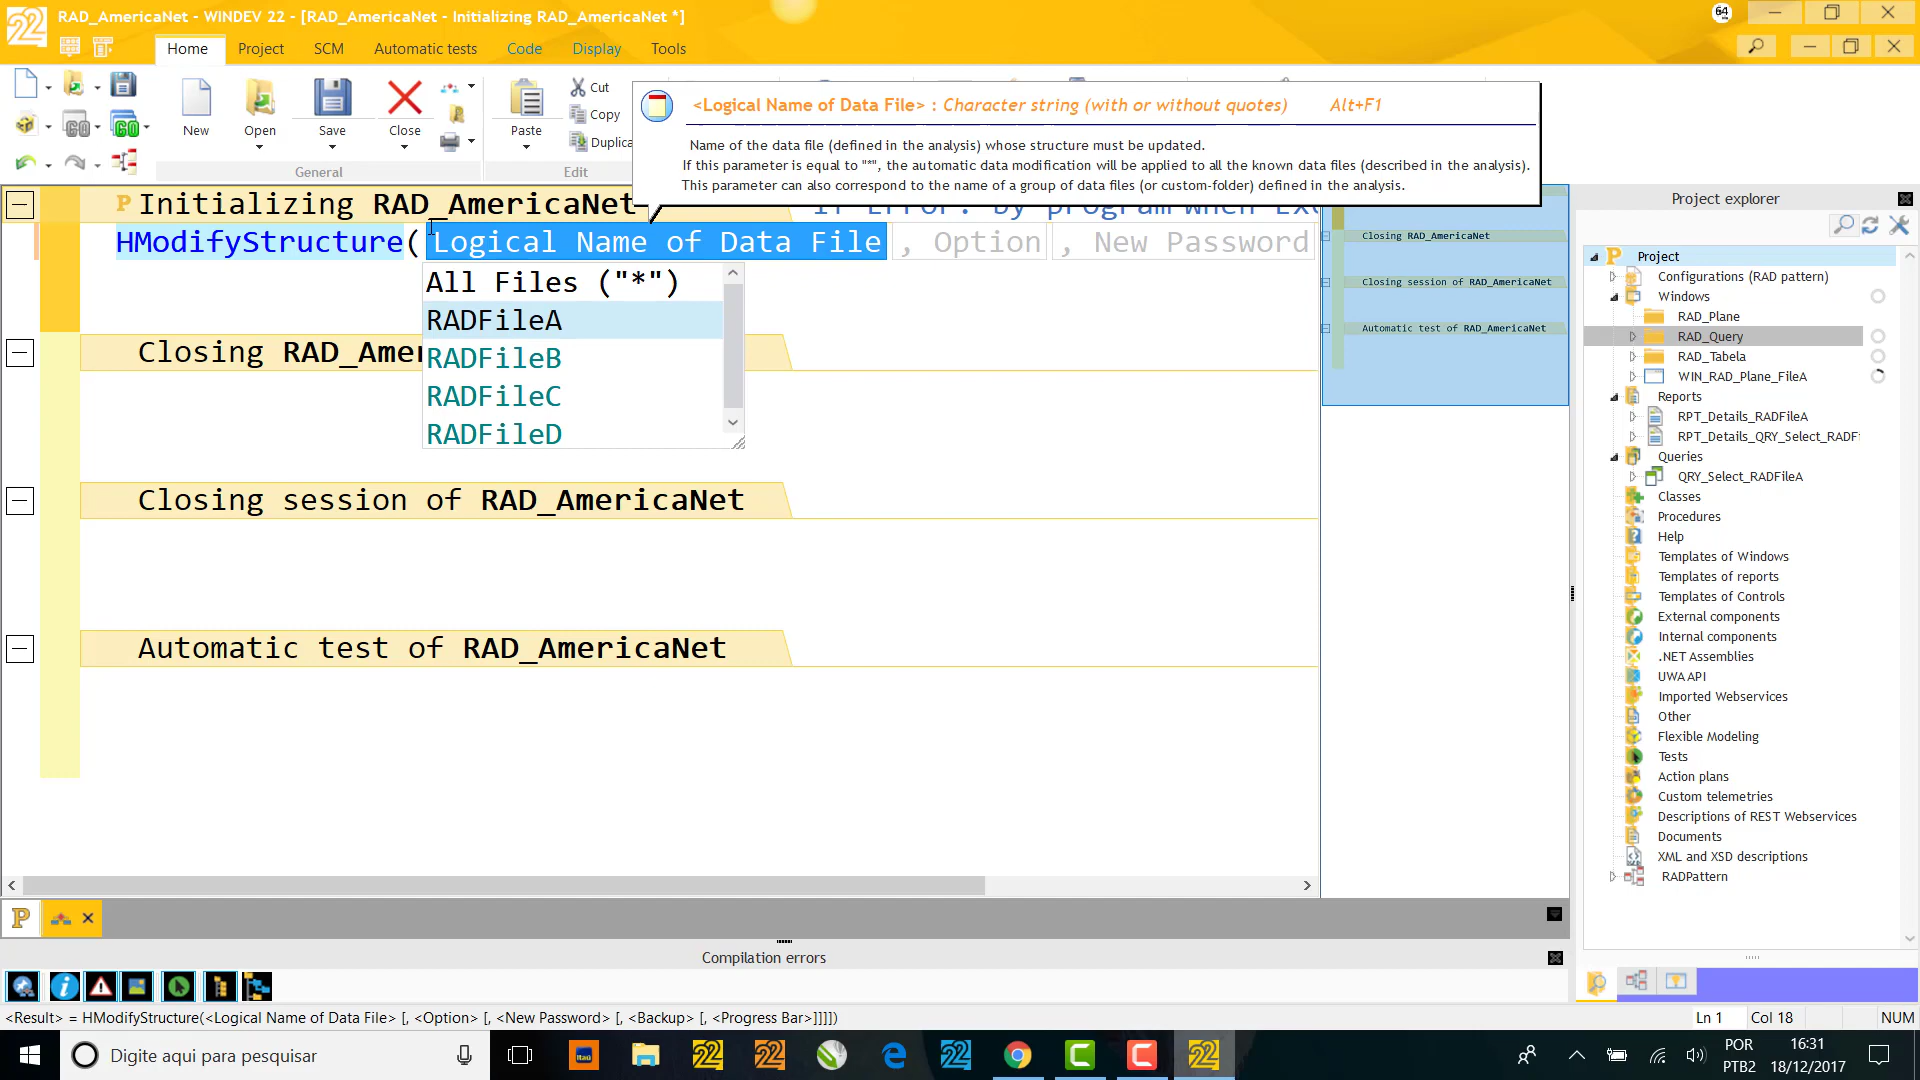 RAD_AmericaNet - WINDEV 22 - [RAD_AmericaNet - Initializing RAD_AmericaNet *]
64
22
Home
Project
SCM
Automatic tests
Code
Display
Tools
New
Open
Save
Close
Paste
Cut
Copy
Duplica
General
Edit
GO
GO
<Logical Name of Data File> : Character string (with or without quotes) Alt+F1
Name of the data file (defined in the analysis) whose structure must be updated.
If this parameter is equal to "*", the automatic data modification will be applied to all the known data files (described in the analysis).
This parameter can also correspond to the name of a group of data files (or custom-folder) defined in the analysis.
P Initializing RAD_AmericaNet
HModifyStructure( Logical Name of Data File , Option , New Password
All Files ("*")
RADFileA
RADFileB
RADFileC
RADFileD
Closing RAD_Ame
Closing session of RAD_AmericaNet
Automatic test of RAD_AmericaNet
Closing RAD_AmericaNet
Closing session of RAD_AmericaNet
Automatic test of RAD_AmericaNet
Project explorer
Project
Configurations (RAD pattern)
Windows
RAD_Plane
RAD_Query
RAD_Tabela
WIN_RAD_Plane_FileA
Reports
RPT_Details_RADFileA
RPT_Details_QRY_Select_RADF
Queries
QRY_Select_RADFileA
Classes
Procedures
Help
Templates of Windows
Templates of reports
Templates of Controls
External components
Internal components
.NET Assemblies
UWA API
Imported Webservices
Other
Flexible Modeling
Tests
Action plans
Custom telemetries
Descriptions of REST Webservices
Documents
XML and XSD descriptions
RADPattern
P
Compilation errors
<Result> = HModifyStructure(<Logical Name of Data File> [, <Option> [, <New Password> [, <Backup> [, <Progress Bar>]]]])
Ln 1
Col 18
NUM
Digite aqui para pesquisar
Itaú
22
22
22
22
POR
PTB2
16:31
18/12/2017